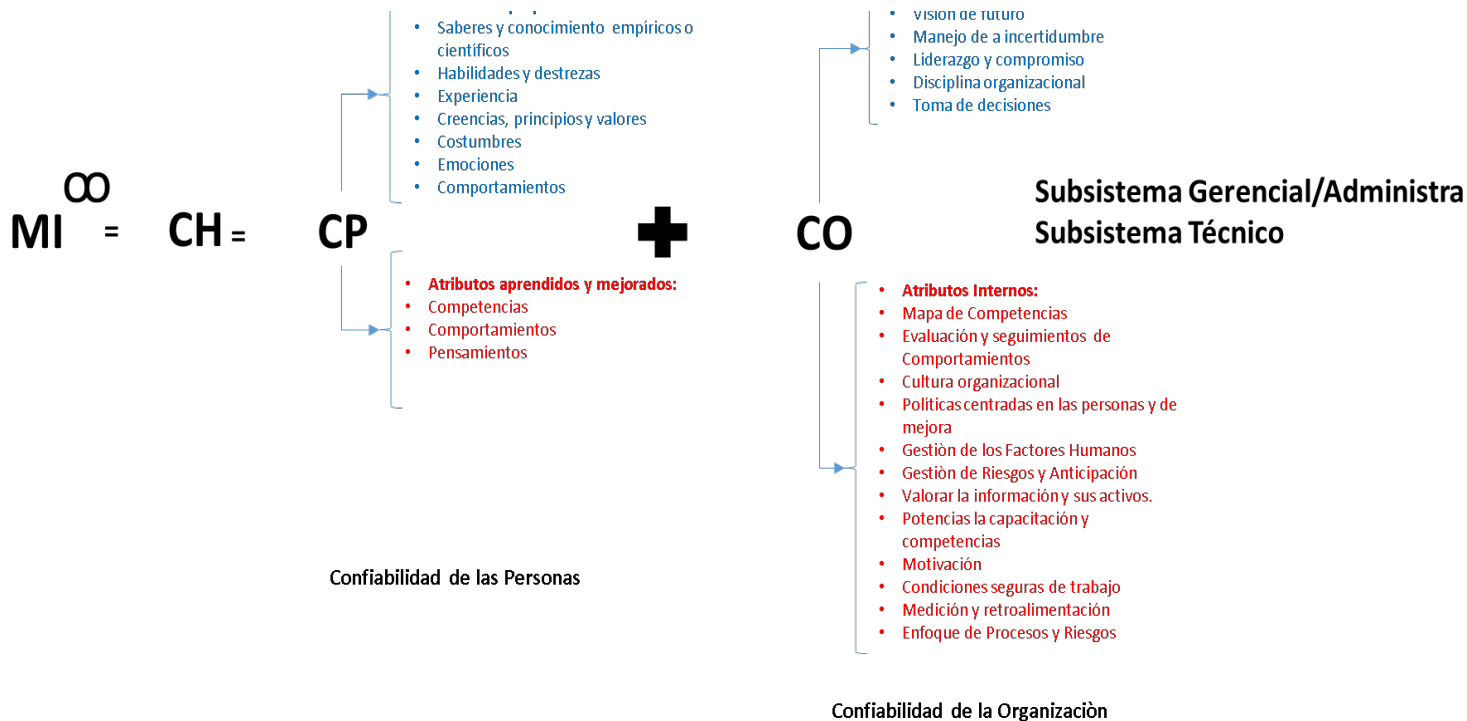 • Saberes y conocimiento empíricos o
científicos
• Habilidades y destrezas
• Experiencia
• Creencias, principios y valores
• Costumbres
• Emociones
• Comportamientos
• Visión de futuro
• Manejo de a incertidumbre
• Liderazgo y compromiso
• Disciplina organizacional
• Toma de decisiones
MI ꝏ = CH = CP + CO
Subsistema Gerencial/Administra
Subsistema Técnico
• Atributos aprendidos y mejorados:
• Competencias
• Comportamientos
• Pensamientos
• Atributos Internos:
• Mapa de Competencias
• Evaluación y seguimientos de
Comportamientos
• Cultura organizacional
• Políticas centradas en las personas y de
mejora
• Gestiòn de los Factores Humanos
• Gestiòn de Riesgos y Anticipación
• Valorar la información y sus activos.
• Potencias la capacitación y
competencias
• Motivación
• Condiciones seguras de trabajo
• Medición y retroalimentación
• Enfoque de Procesos y Riesgos
Confiabilidad de las Personas
Confiabilidad de la Organizaciòn